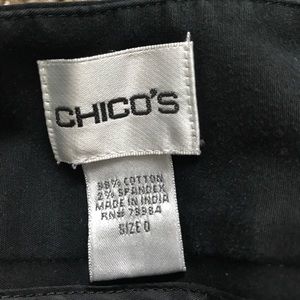 CHICO'S
98% COTTON
2% SPANDEX
MADE IN INDIA
RN# 79984
SIZE 0